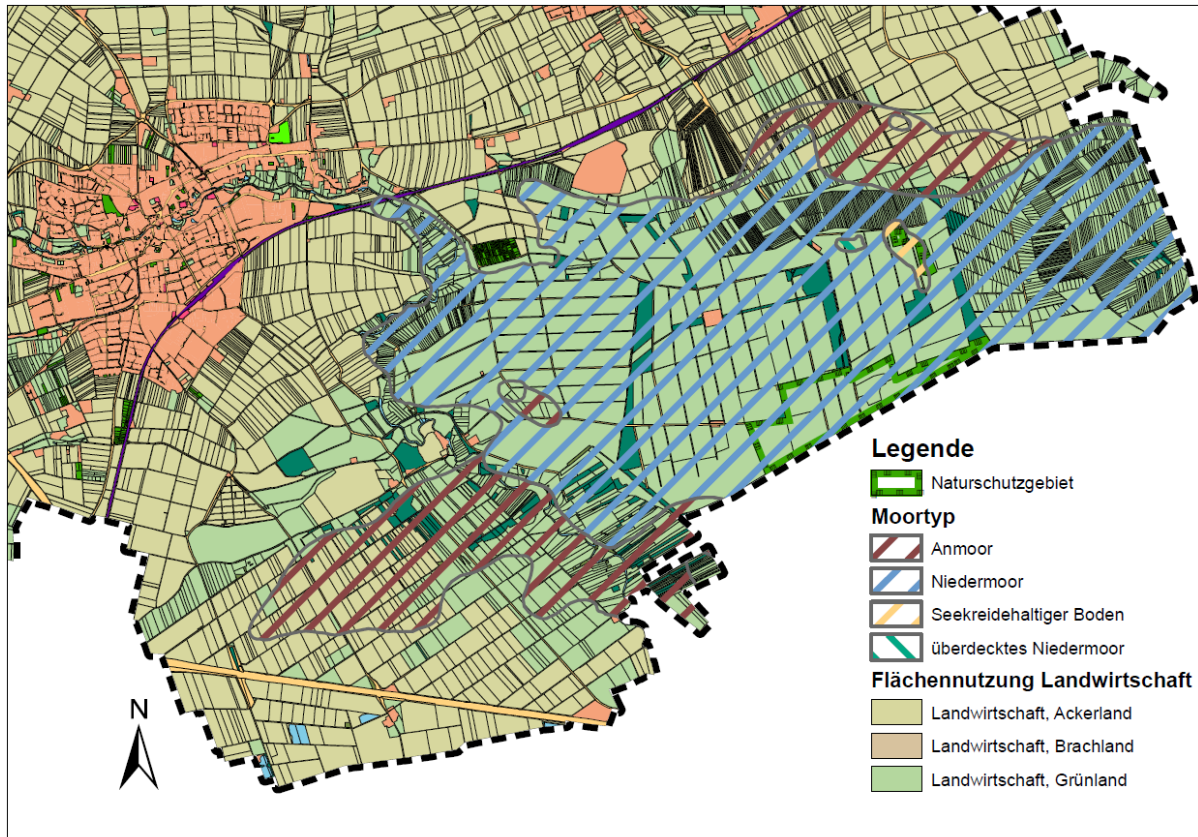 Legende
Naturschutzgebiet
Moortyp
Anmoor
Niedermoor
Seekreidehaltiger Boden
überdecktes Niedermoor
Flächennutzung Landwirtschaft
Landwirtschaft, Ackerland
Landwirtschaft, Brachland
Landwirtschaft, Grünland
N